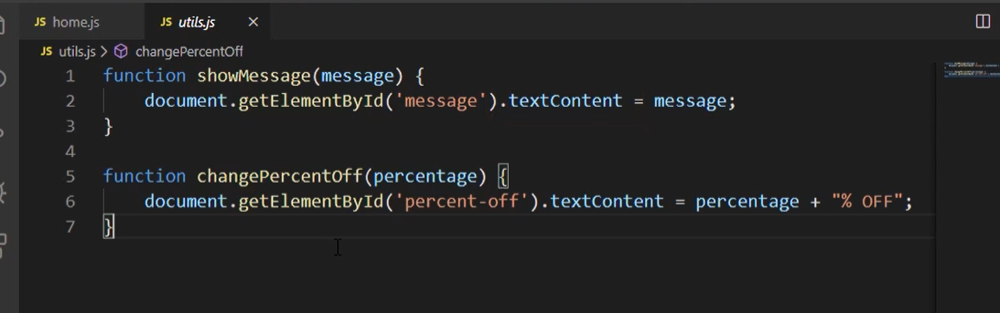 JS home.js JS utils.js
JS utils.js > changePercentOff
1 function showMessage(message) {
2     document.getElementById('message').textContent = message;
3 }
4
5 function changePercentOff(percentage) {
6     document.getElementById('percent-off').textContent = percentage + "% OFF";
7 }